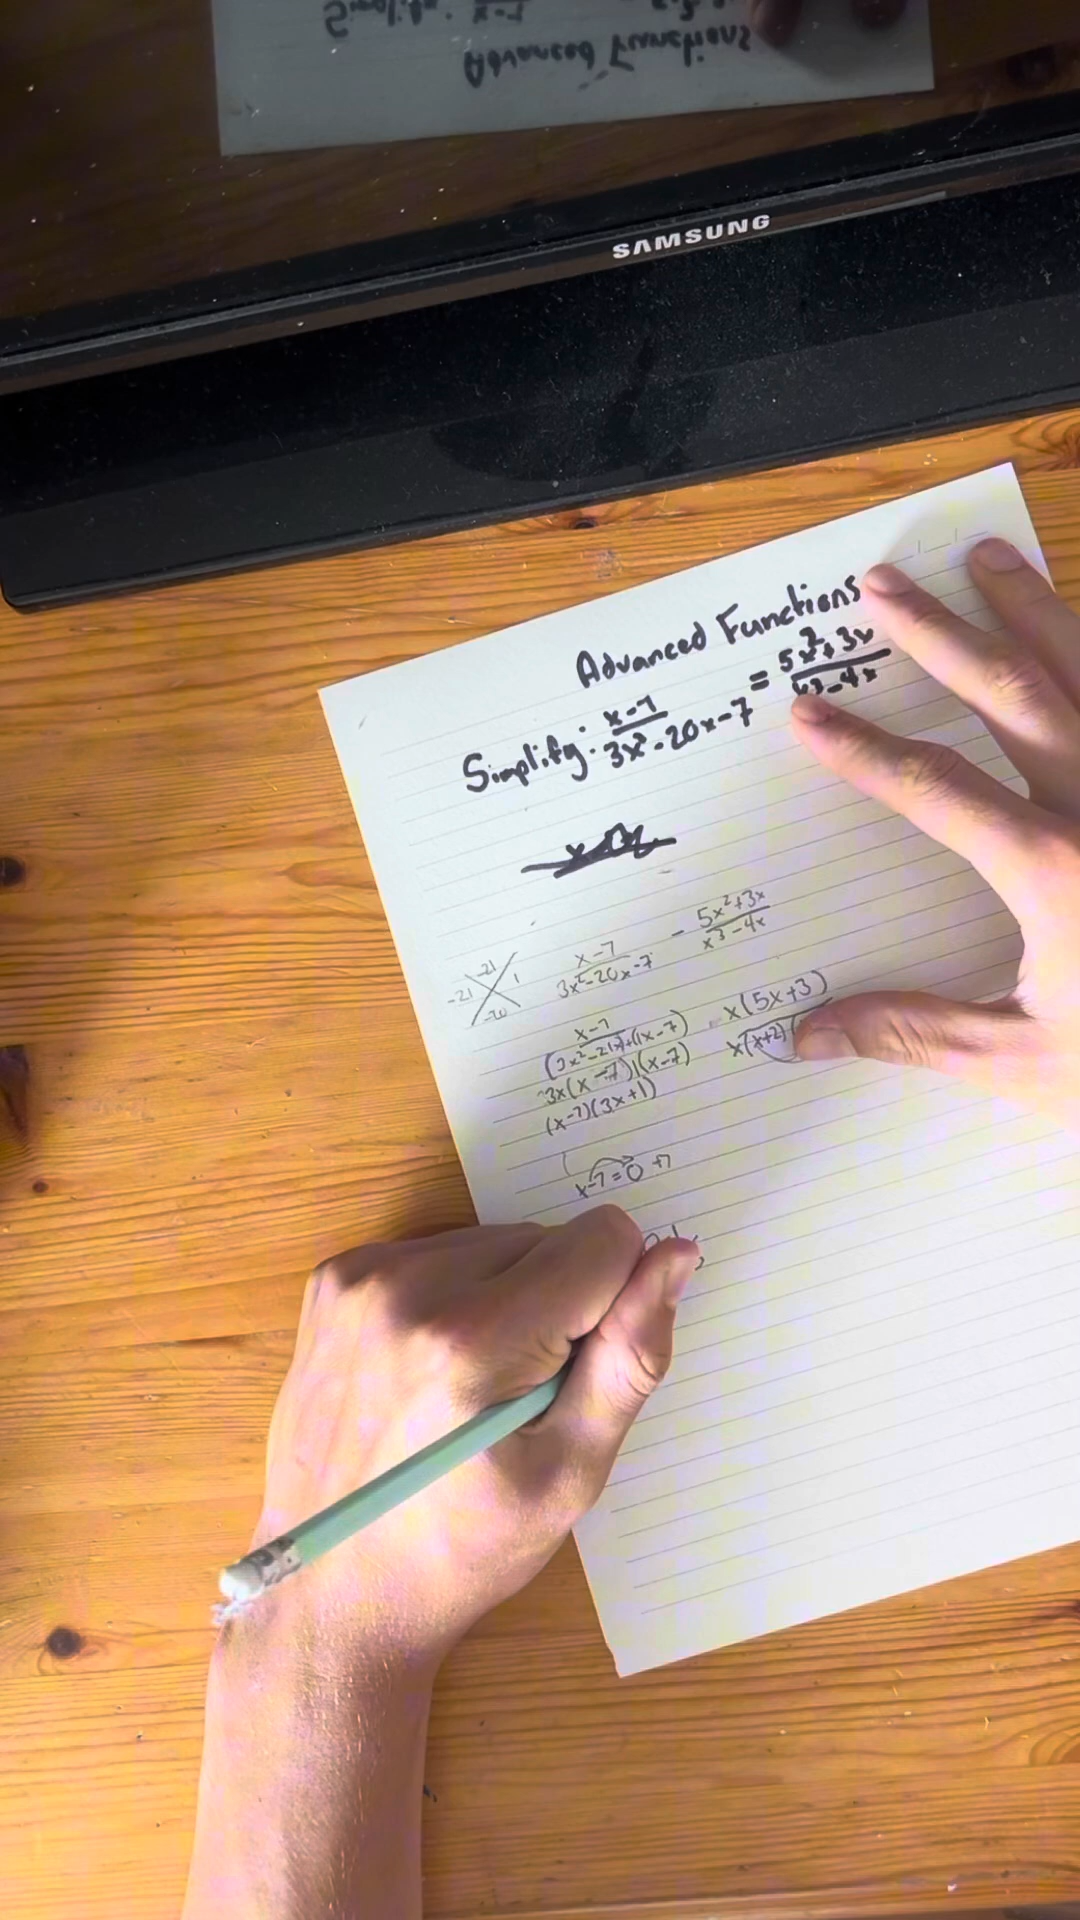 SAMSUNG
Advanced Functions
Simplify: x-7 / 3x²-20x-7 = 5x²+3x / x³-4x
-21
-21 1
-20
x-7 / 3x²-20x-7 - 5x²+3x / x³-4x
x-7 / (3x²-21x)+(1x-7) x(5x+3) / x(x+2)(
3x(x-7)1(x-7)
(x-7)(3x+1)
x-7=0 +7